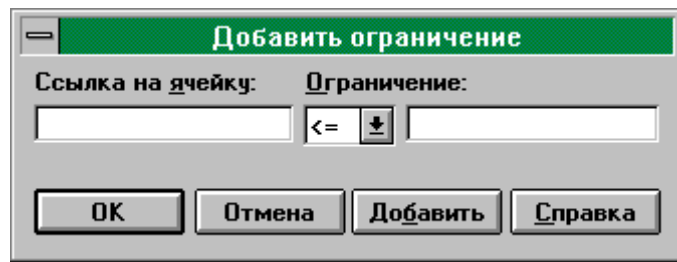 Добавить ограничение
Ссылка на ячейку: Ограничение:
<=
OK Отмена Добавить Справка